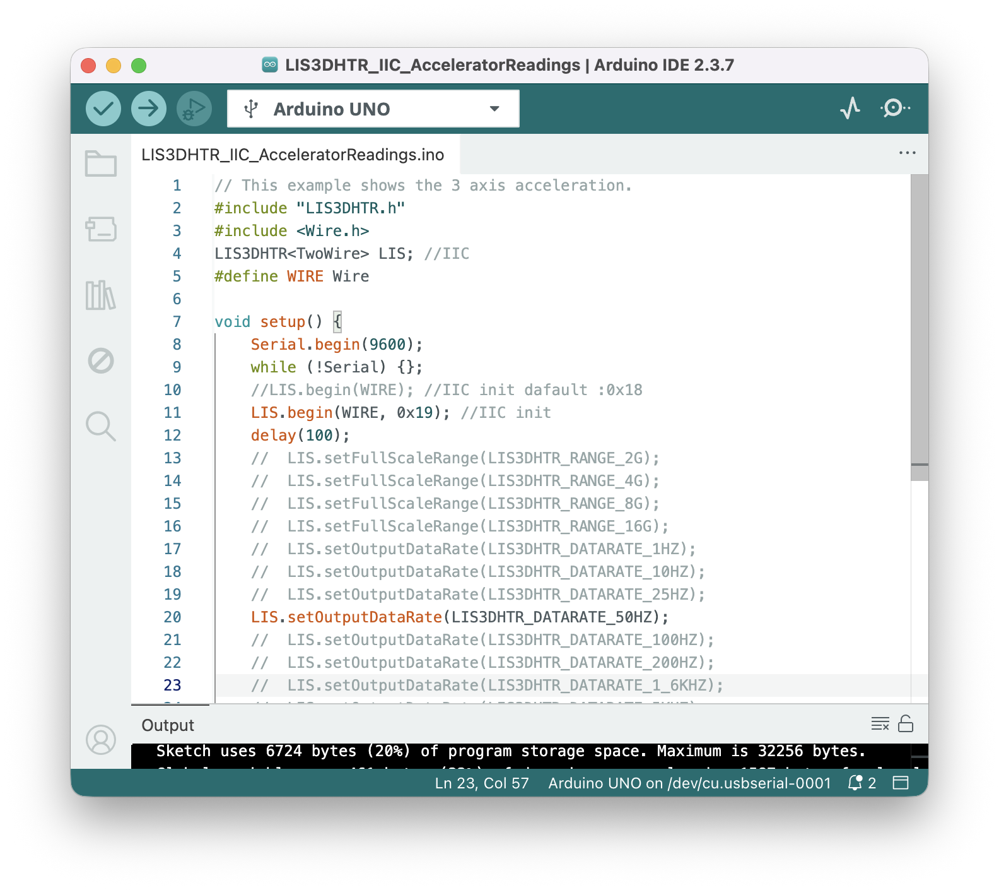 LIS3DHTR_IIC_AcceleratorReadings | Arduino IDE 2.3.7
Arduino UNO
LIS3DHTR_IIC_AcceleratorReadings.ino
1 // This example shows the 3 axis acceleration.
2 #include "LIS3DHTR.h"
3 #include <Wire.h>
4 LIS3DHTR<TwoWire> LIS; //IIC
5 #define WIRE Wire
6
7 void setup() {
8     Serial.begin(9600);
9     while (!Serial) {};
10     //LIS.begin(WIRE); //IIC init dafault :0x18
11     LIS.begin(WIRE, 0x19); //IIC init
12     delay(100);
13     //  LIS.setFullScaleRange(LIS3DHTR_RANGE_2G);
14     //  LIS.setFullScaleRange(LIS3DHTR_RANGE_4G);
15     //  LIS.setFullScaleRange(LIS3DHTR_RANGE_8G);
16     //  LIS.setFullScaleRange(LIS3DHTR_RANGE_16G);
17     //  LIS.setOutputDataRate(LIS3DHTR_DATARATE_1HZ);
18     //  LIS.setOutputDataRate(LIS3DHTR_DATARATE_10HZ);
19     //  LIS.setOutputDataRate(LIS3DHTR_DATARATE_25HZ);
20     LIS.setOutputDataRate(LIS3DHTR_DATARATE_50HZ);
21     //  LIS.setOutputDataRate(LIS3DHTR_DATARATE_100HZ);
22     //  LIS.setOutputDataRate(LIS3DHTR_DATARATE_200HZ);
23     //  LIS.setOutputDataRate(LIS3DHTR_DATARATE_1_6KHZ);
Output
Sketch uses 6724 bytes (20%) of program storage space. Maximum is 32256 bytes.
Ln 23, Col 57 Arduino UNO on /dev/cu.usbserial-0001 2